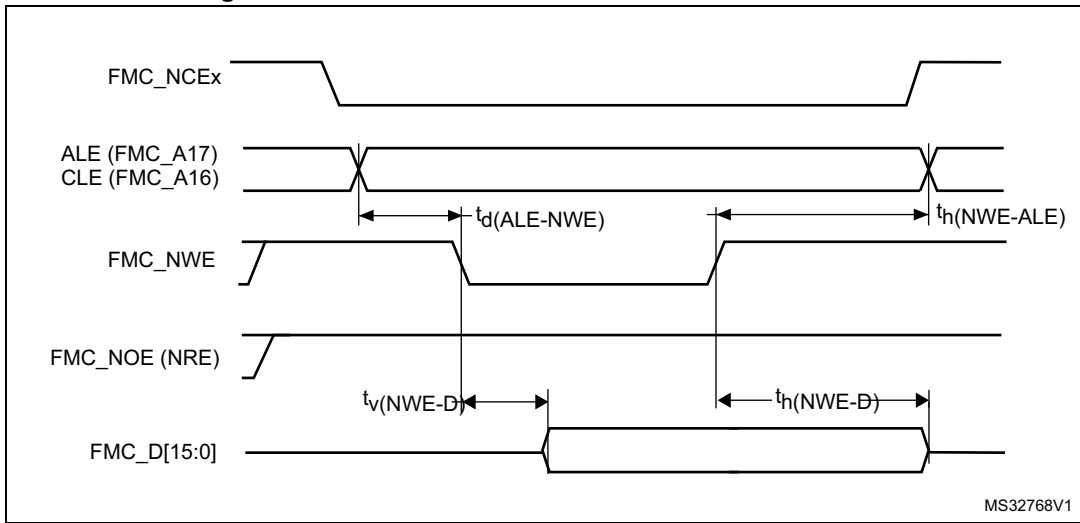 FMC_NCEx
ALE (FMC_A17)
CLE (FMC_A16)
td(ALE-NWE)
th(NWE-ALE)
FMC_NWE
FMC_NOE (NRE)
tv(NWE-D)
th(NWE-D)
FMC_D[15:0]
MS32768V1